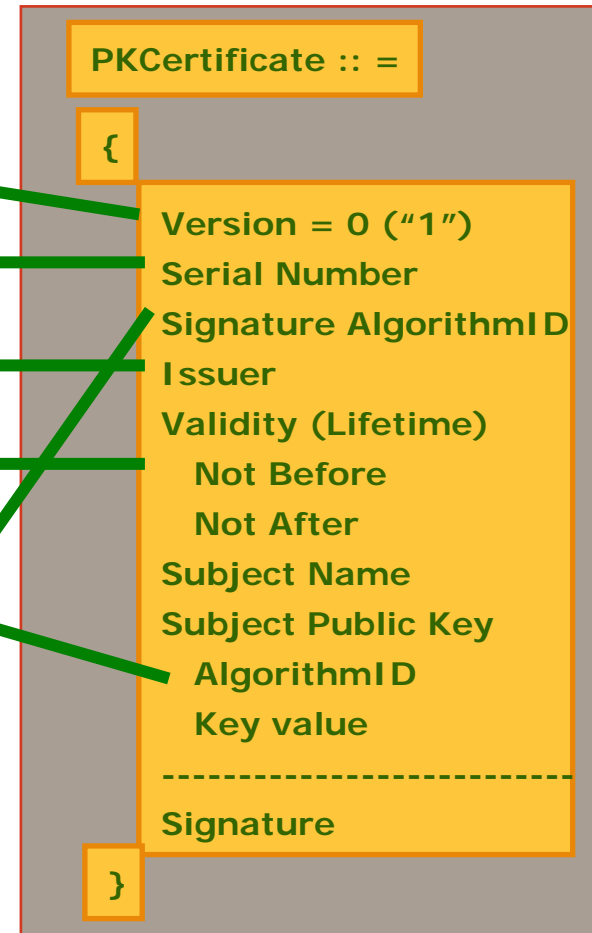 PKCertificate :: =
{
Version = 0 (“1”)
Serial Number
Signature AlgorithmID
Issuer
Validity (Lifetime)
Not Before
Not After
Subject Name
Subject Public Key
AlgorithmID
Key value
---------------------------
Signature
}